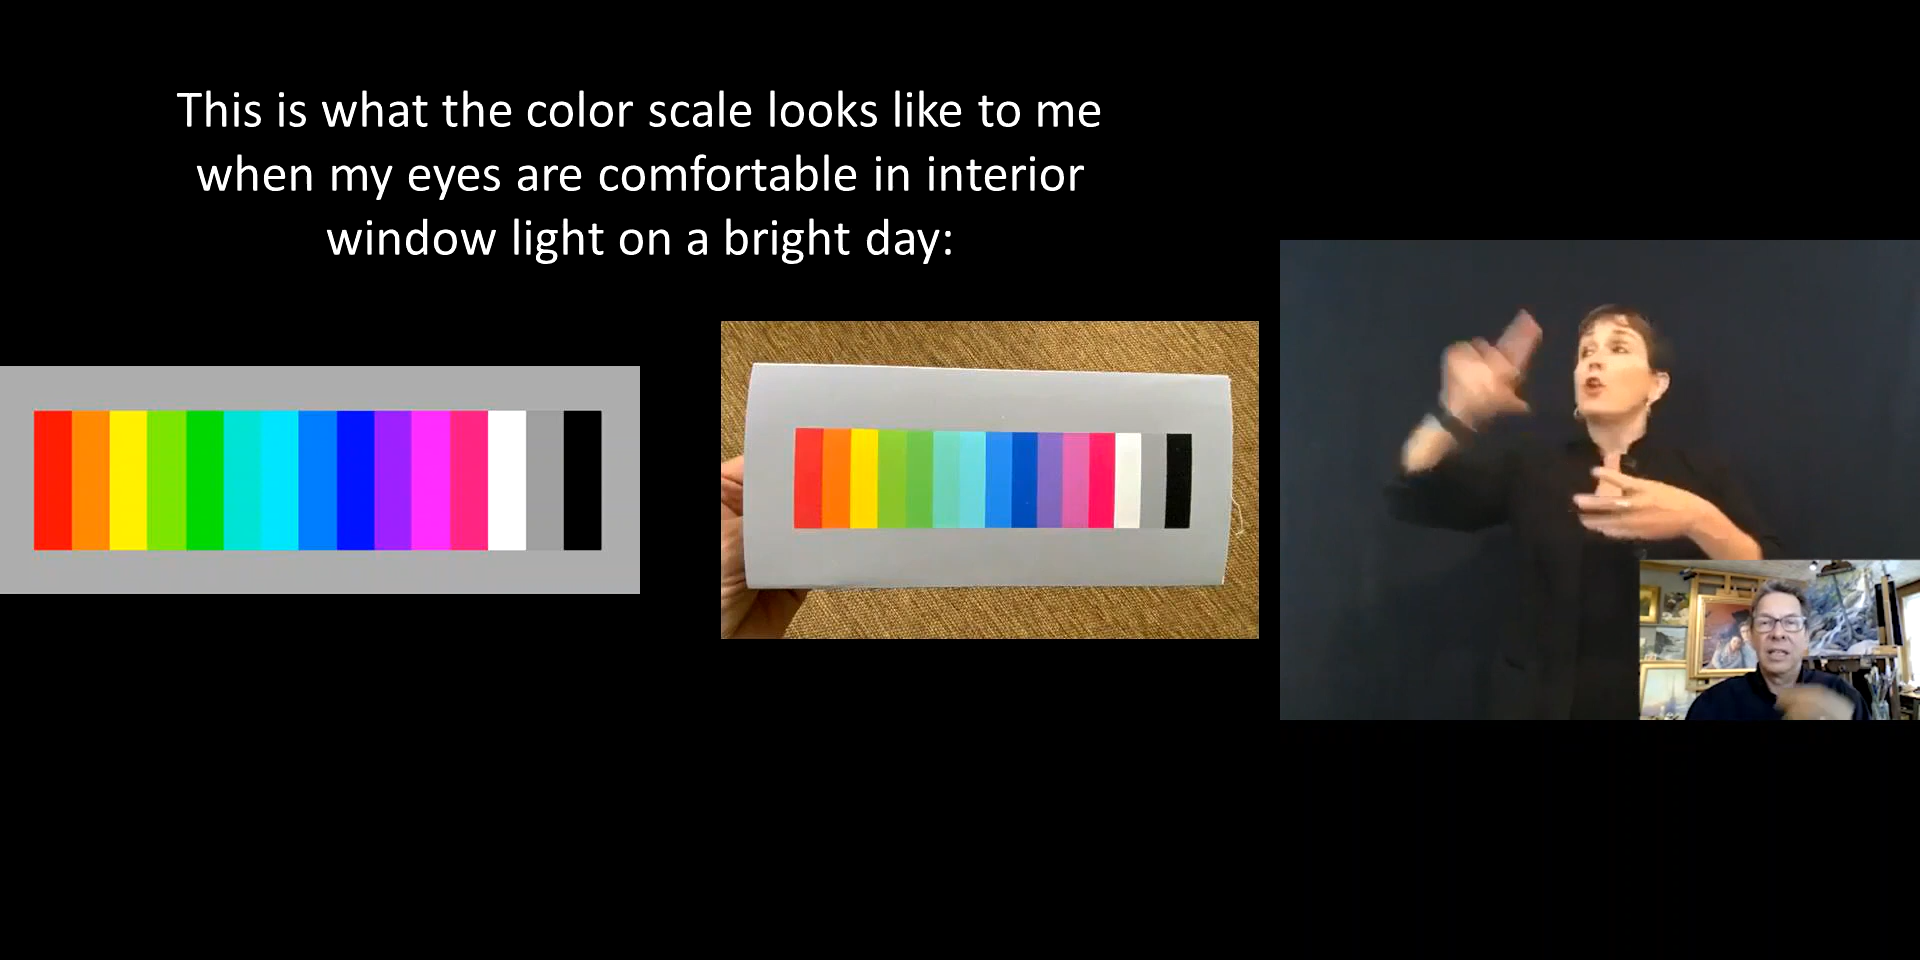 This is what the color scale looks like to me
when my eyes are comfortable in interior
window light on a bright day: